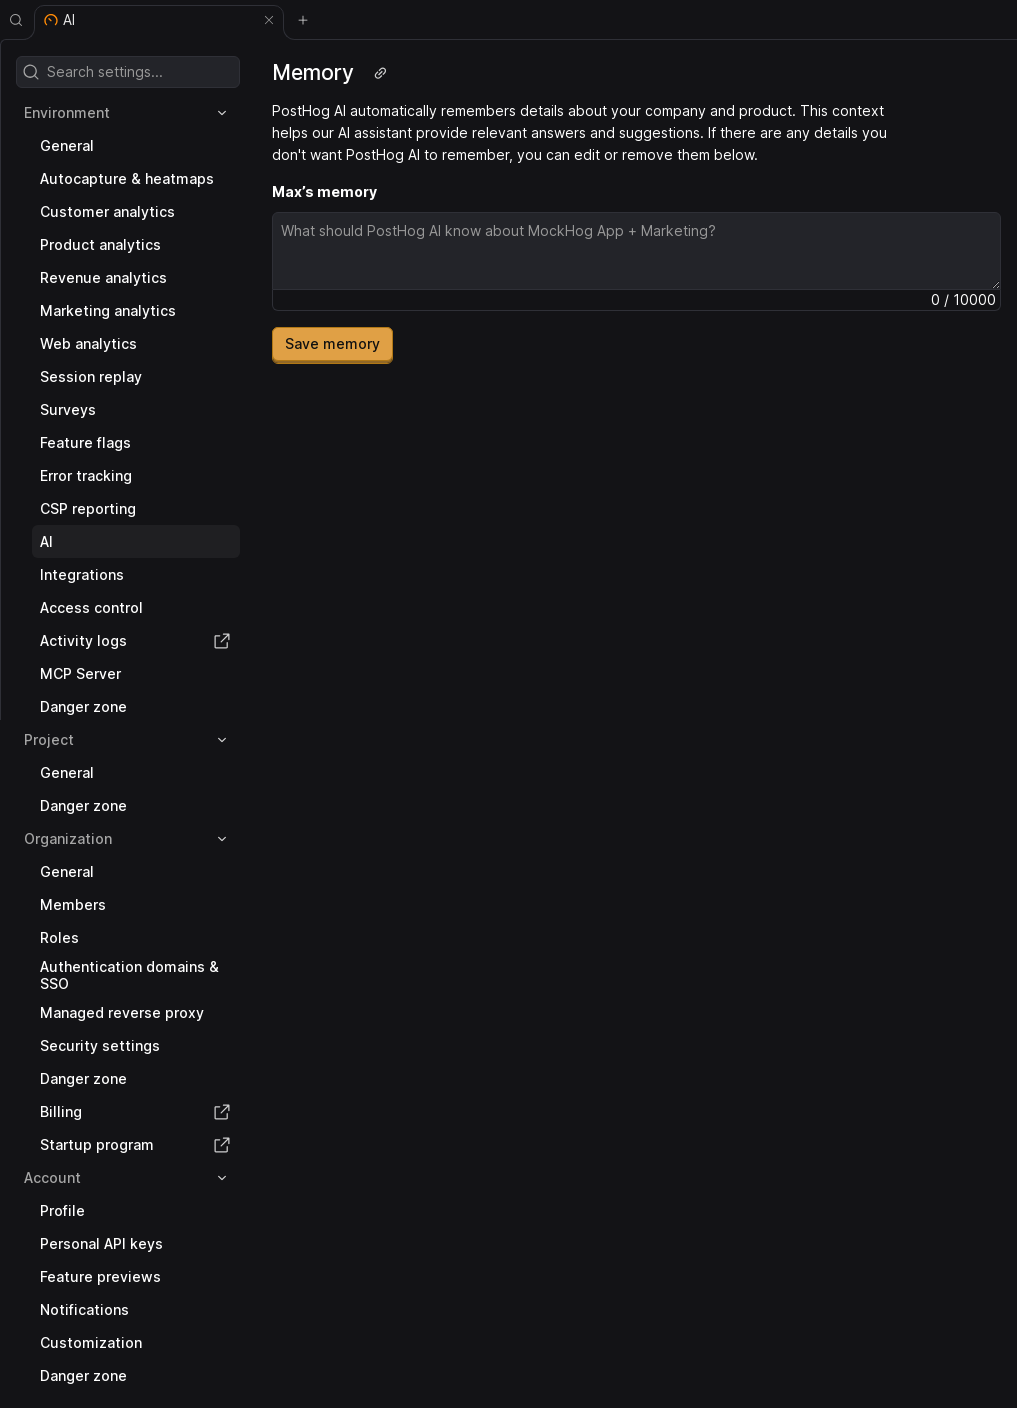 AI
Search settings...
Environment
General
Autocapture & heatmaps
Customer analytics
Product analytics
Revenue analytics
Marketing analytics
Web analytics
Session replay
Surveys
Feature flags
Error tracking
CSP reporting
AI
Integrations
Access control
Activity logs
MCP Server
Danger zone
Project
General
Danger zone
Organization
General
Members
Roles
Authentication domains &
SSO
Managed reverse proxy
Security settings
Danger zone
Billing
Startup program
Account
Profile
Personal API keys
Feature previews
Notifications
Customization
Danger zone
Memory
PostHog AI automatically remembers details about your company and product. This context
helps our AI assistant provide relevant answers and suggestions. If there are any details you
don't want PostHog AI to remember, you can edit or remove them below.
Max’s memory
What should PostHog AI know about MockHog App + Marketing?
0 / 10000
Save memory